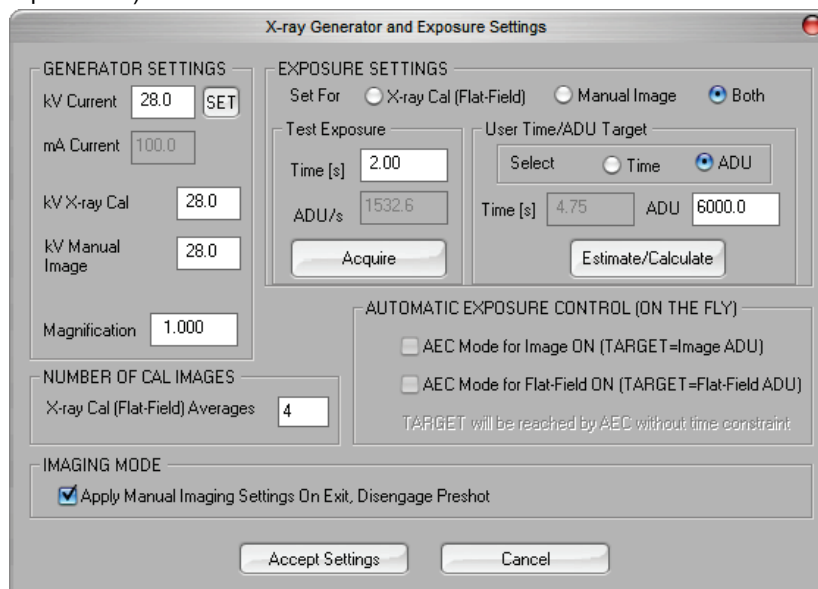 X-ray Generator and Exposure Settings
GENERATOR SETTINGS
kV Current 28.0 SET
mA Current 100.0
kV X-ray Cal 28.0
kV Manual
Image 28.0
Magnification 1.000
EXPOSURE SETTINGS
Set For X-ray Cal (Flat-Field) Manual Image Both
Test Exposure
Time [s] 2.00
ADU/s 1532.6
Acquire
User Time/ADU Target
Select Time ADU
Time [s] 4.75 ADU 6000.0
Estimate/Calculate
NUMBER OF CAL IMAGES
X-ray Cal (Flat-Field) Averages 4
AUTOMATIC EXPOSURE CONTROL (ON THE FLY)
AEC Mode for Image ON (TARGET=Image ADU)
AEC Mode for Flat-Field ON (TARGET=Flat-Field ADU)
TARGET will be reached by AEC without time constraint
IMAGING MODE
Apply Manual Imaging Settings On Exit, Disengage Preshot
Accept Settings Cancel